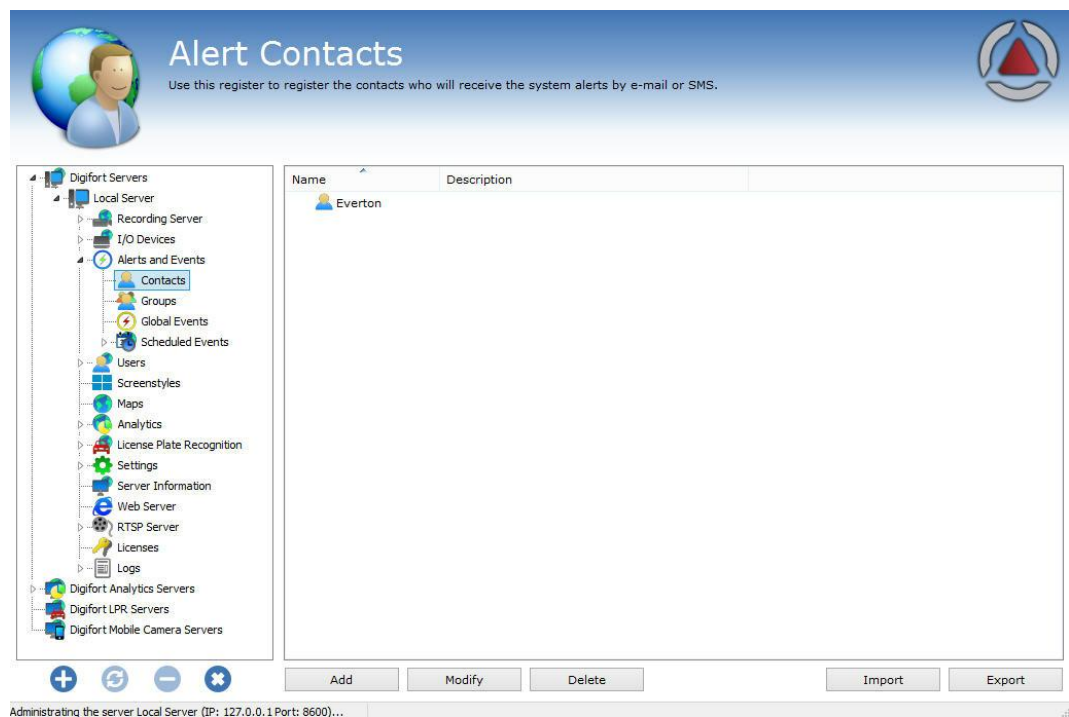 Alert Contacts
Use this register to register the contacts who will receive the system alerts by e-mail or SMS.
Digifort Servers
Local Server
Recording Server
I/O Devices
Alerts and Events
Contacts
Groups
Global Events
Scheduled Events
Users
Screenstyles
Maps
Analytics
License Plate Recognition
Settings
Server Information
Web Server
RTSP Server
Licenses
Logs
Digifort Analytics Servers
Digifort LPR Servers
Digifort Mobile Camera Servers
Name Description
Everton
Add Modify Delete Import Export
Administrating the server Local Server (IP: 127.0.0.1 Port: 8600)...